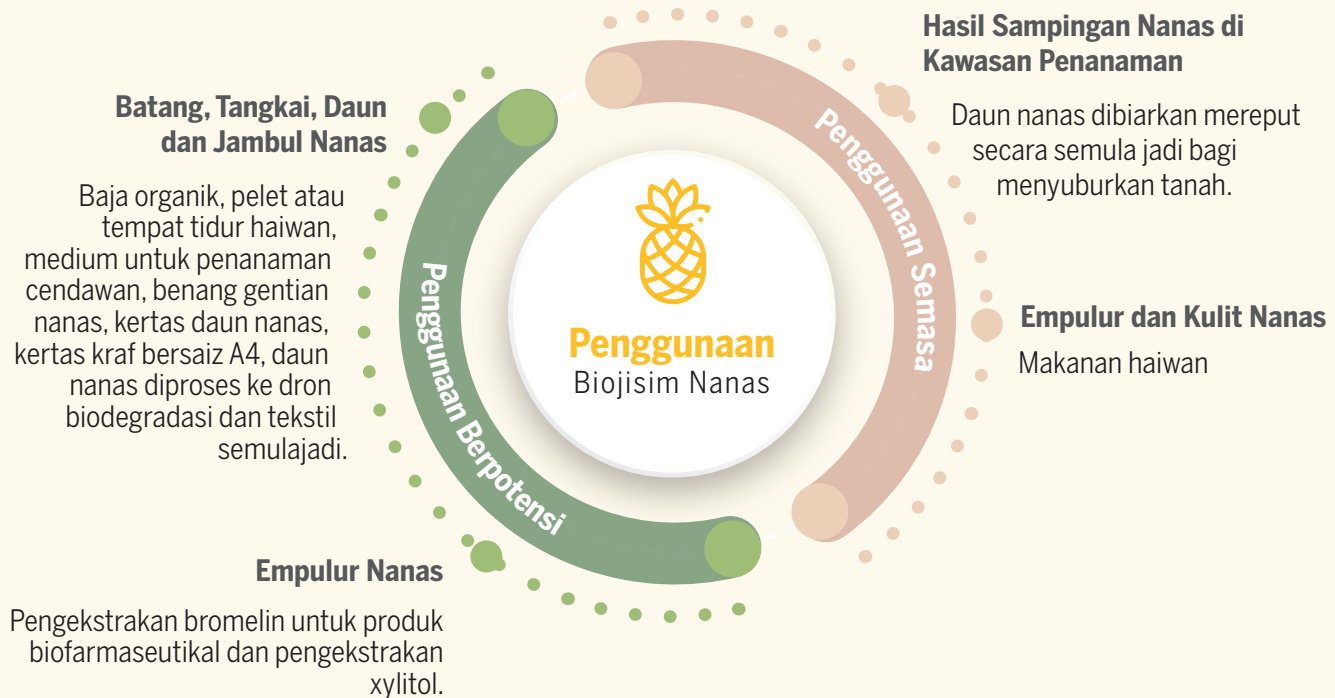 Penggunaan
Biojisim Nanas
Penggunaan Semasa
Hasil Sampingan Nanas di
Kawasan Penanaman
Daun nanas dibiarkan mereput
secara semula jadi bagi
menyuburkan tanah.
Empulur dan Kulit Nanas
Makanan haiwan
Penggunaan Berpotensi
Batang, Tangkai, Daun
dan Jambul Nanas
Baja organik, pelet atau
tempat tidur haiwan,
medium untuk penanaman
cendawan, benang gentian
nanas, kertas daun nanas,
kertas kraf bersaiz A4, daun
nanas diproses ke dron
biodegradasi dan tekstil
semulajadi.
Empulur Nanas
Pengekstrakan bromelin untuk produk
biofarmaseutikal dan pengekstrakan
xylitol.